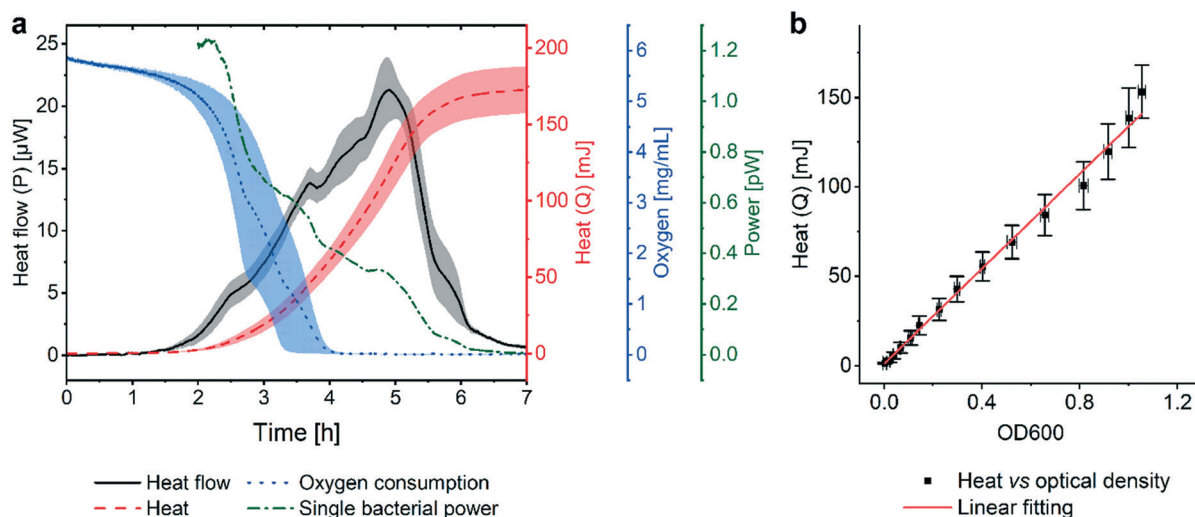 a
b
25
20
15
10
5
0
Heat flow (P) [µW]
0 1 2 3 4 5 6 7
Time [h]
200
150
100
50
0
Heat (Q) [mJ]
6
5
4
3
2
1
0
Oxygen [mg/mL]
1.2
1.0
0.8
0.6
0.4
0.2
0.0
Power [pW]
Heat flow
Oxygen consumption
Heat
Single bacterial power
150
100
50
0
Heat (Q) [mJ]
0.0 0.4 0.8 1.2
OD600
Heat vs optical density
Linear fitting